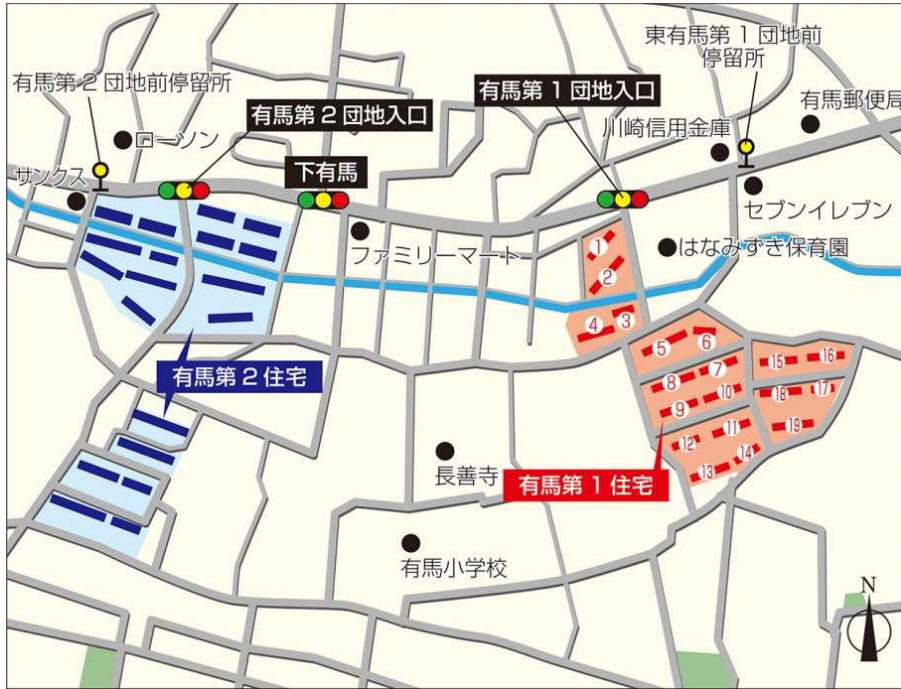 東有馬第1団地前
停留所
有馬第2団地前停留所
有馬第1団地入口
有馬郵便局
有馬第2団地入口
川崎信用金庫
ローソン
下有馬
サンクス
セブンイレブン
ファミリーマート
はなみずき保育園
①
②
③
④
⑤
⑥
⑦
⑧
⑨
⑩
⑮
⑯
⑰
⑱
⑲
⑪
⑫
⑬
⑭
有馬第2住宅
長善寺
有馬第1住宅
有馬小学校
N